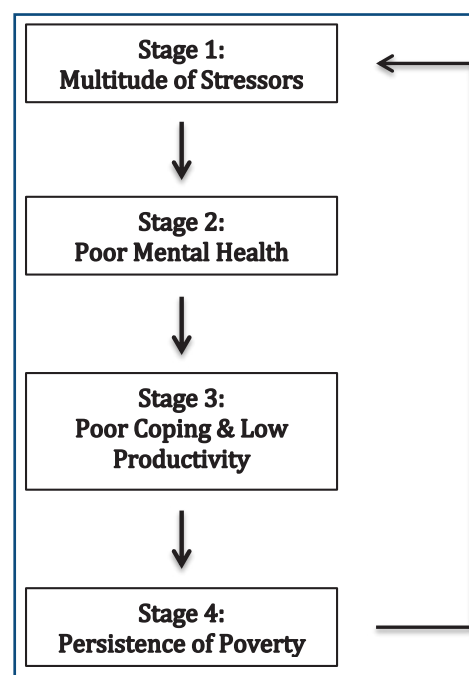 Stage 1:
Multitude of Stressors
Stage 2:
Poor Mental Health
Stage 3:
Poor Coping & Low
Productivity
Stage 4:
Persistence of Poverty